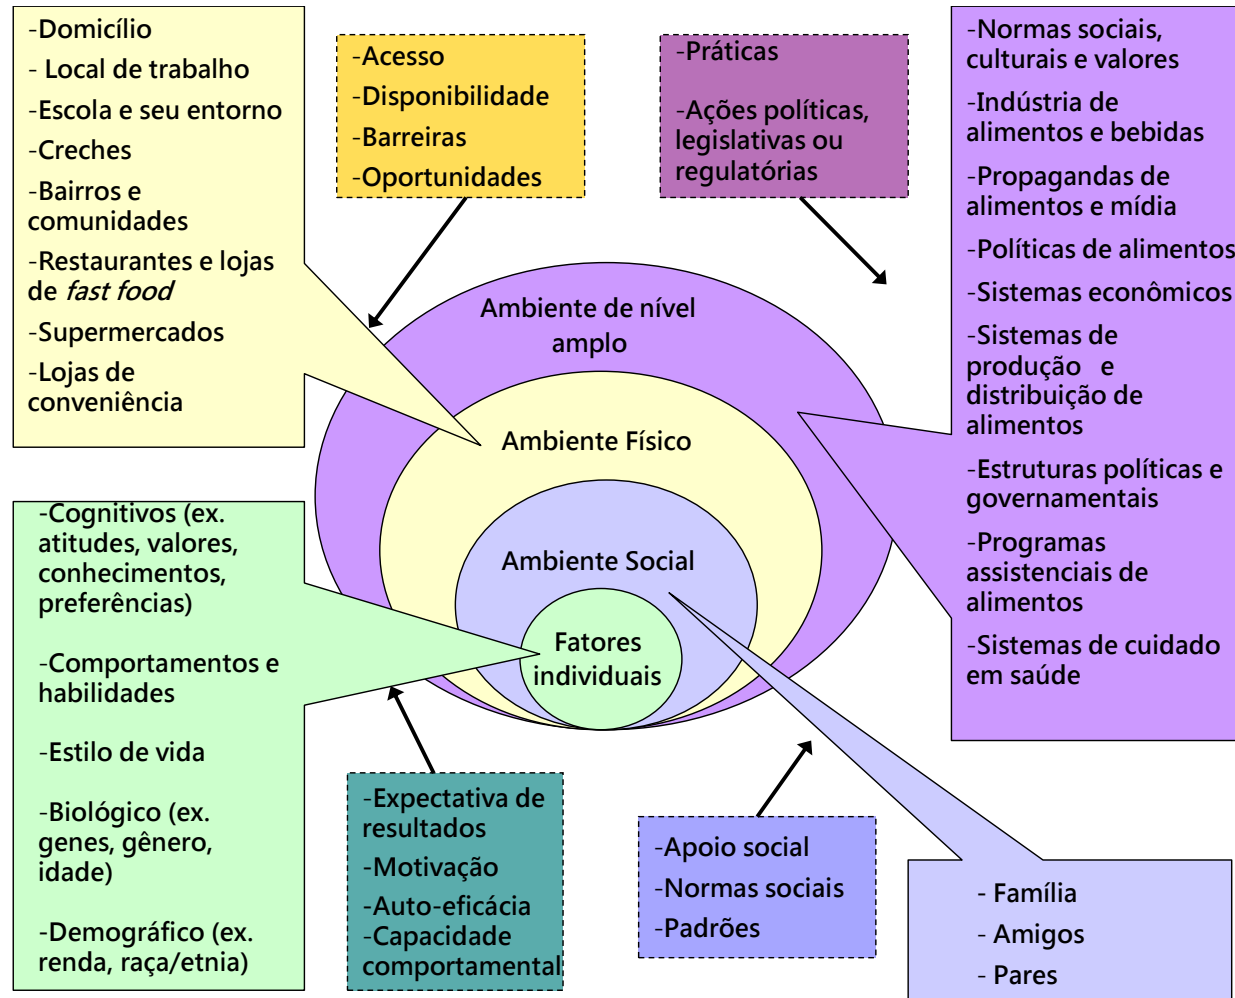 -Domicílio
- Local de trabalho
-Escola e seu entorno
-Creches
-Bairros e
comunidades
-Restaurantes e lojas
de fast food
-Supermercados
-Lojas de
conveniência
-Acesso
-Disponibilidade
-Barreiras
-Oportunidades
-Práticas
-Ações políticas,
legislativas ou
regulatórias
-Normas sociais,
culturais e valores
-Indústria de
alimentos e bebidas
-Propagandas de
alimentos e mídia
-Políticas de alimentos
-Sistemas econômicos
-Sistemas de
produção e
distribuição de
alimentos
-Estruturas políticas e
governamentais
-Programas
assistenciais de
alimentos
-Sistemas de cuidado
em saúde
Ambiente de nível
amplo
Ambiente Físico
Ambiente Social
Fatores
individuais
-Cognitivos (ex.
atitudes, valores,
conhecimentos,
preferências)
-Comportamentos e
habilidades
-Estilo de vida
-Biológico (ex.
genes, gênero,
idade)
-Demográfico (ex.
renda, raça/etnia)
-Expectativa de
resultados
-Motivação
-Auto-eficácia
-Capacidade
comportamental
-Apoio social
-Normas sociais
-Padrões
- Família
- Amigos
- Pares